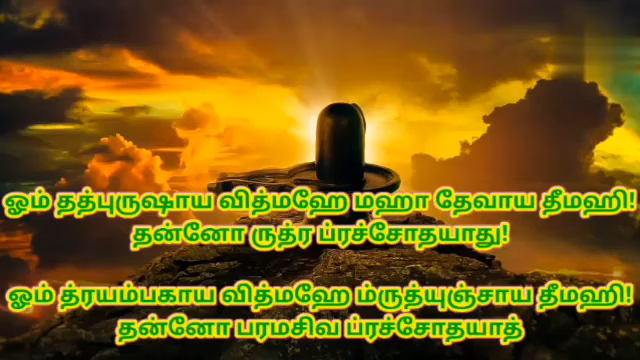 ஓம் தத்புருஷாய வித்மஹே மஹா தேவாய தீமஹி!
தன்னோ ருத்ர ப்ரச்சோதயாது!
ஓம் த்ரயம்பகாய வித்மஹே ம்ருத்யுஞ்சாய தீமஹி!
தன்னோ பரமசிவ ப்ரச்சோதயாத்